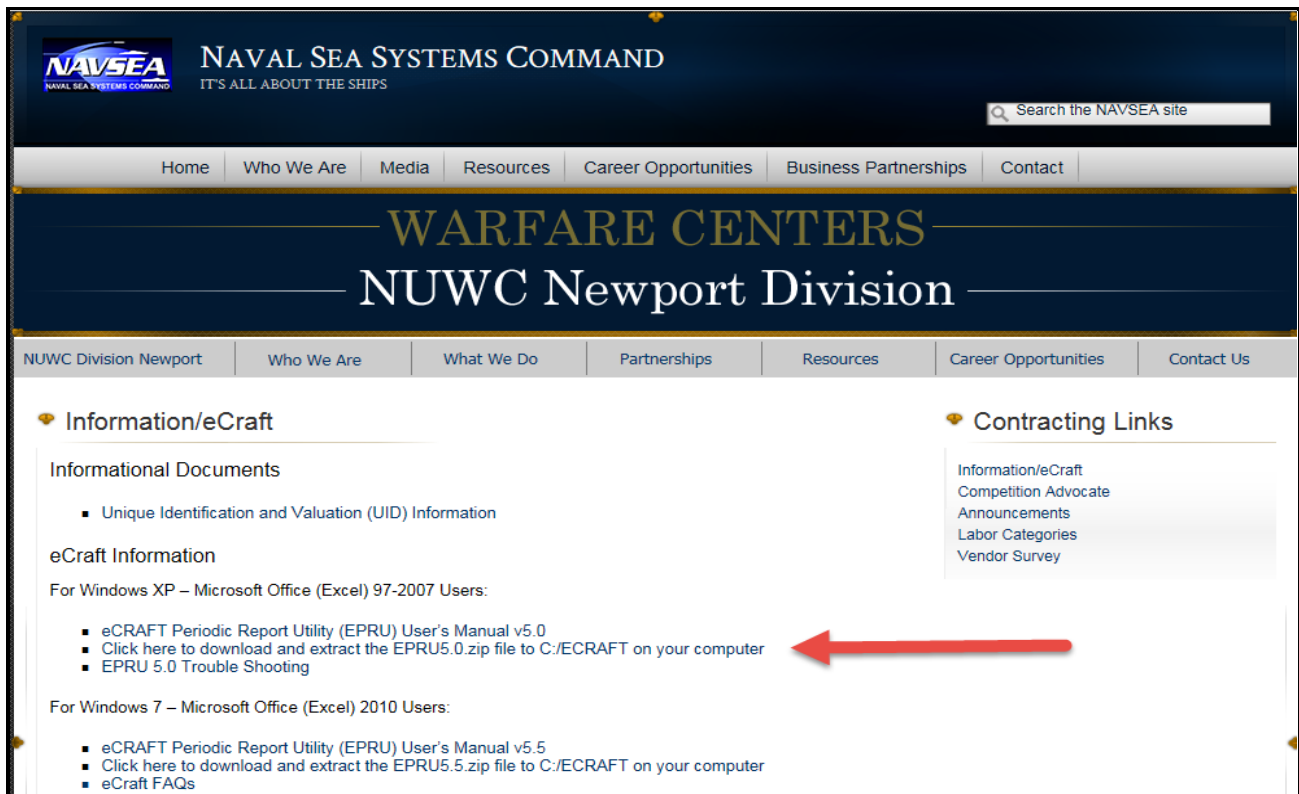 NAVSEA
NAVAL SEA SYSTEMS COMMAND
NAVAL SEA SYSTEMS COMMAND
IT'S ALL ABOUT THE SHIPS
Search the NAVSEA site
Home Who We Are Media Resources Career Opportunities Business Partnerships Contact
WARFARE CENTERS
NUWC Newport Division
NUWC Division Newport Who We Are What We Do Partnerships Resources Career Opportunities Contact Us
Information/eCraft
Informational Documents
▪ Unique Identification and Valuation (UID) Information
eCraft Information
For Windows XP – Microsoft Office (Excel) 97-2007 Users:
▪ eCRAFT Periodic Report Utility (EPRU) User's Manual v5.0
▪ Click here to download and extract the EPRU5.0.zip file to C:/ECRAFT on your computer
▪ EPRU 5.0 Trouble Shooting
For Windows 7 – Microsoft Office (Excel) 2010 Users:
▪ eCRAFT Periodic Report Utility (EPRU) User's Manual v5.5
▪ Click here to download and extract the EPRU5.5.zip file to C:/ECRAFT on your computer
▪ eCraft FAQs
Contracting Links
Information/eCraft
Competition Advocate
Announcements
Labor Categories
Vendor Survey